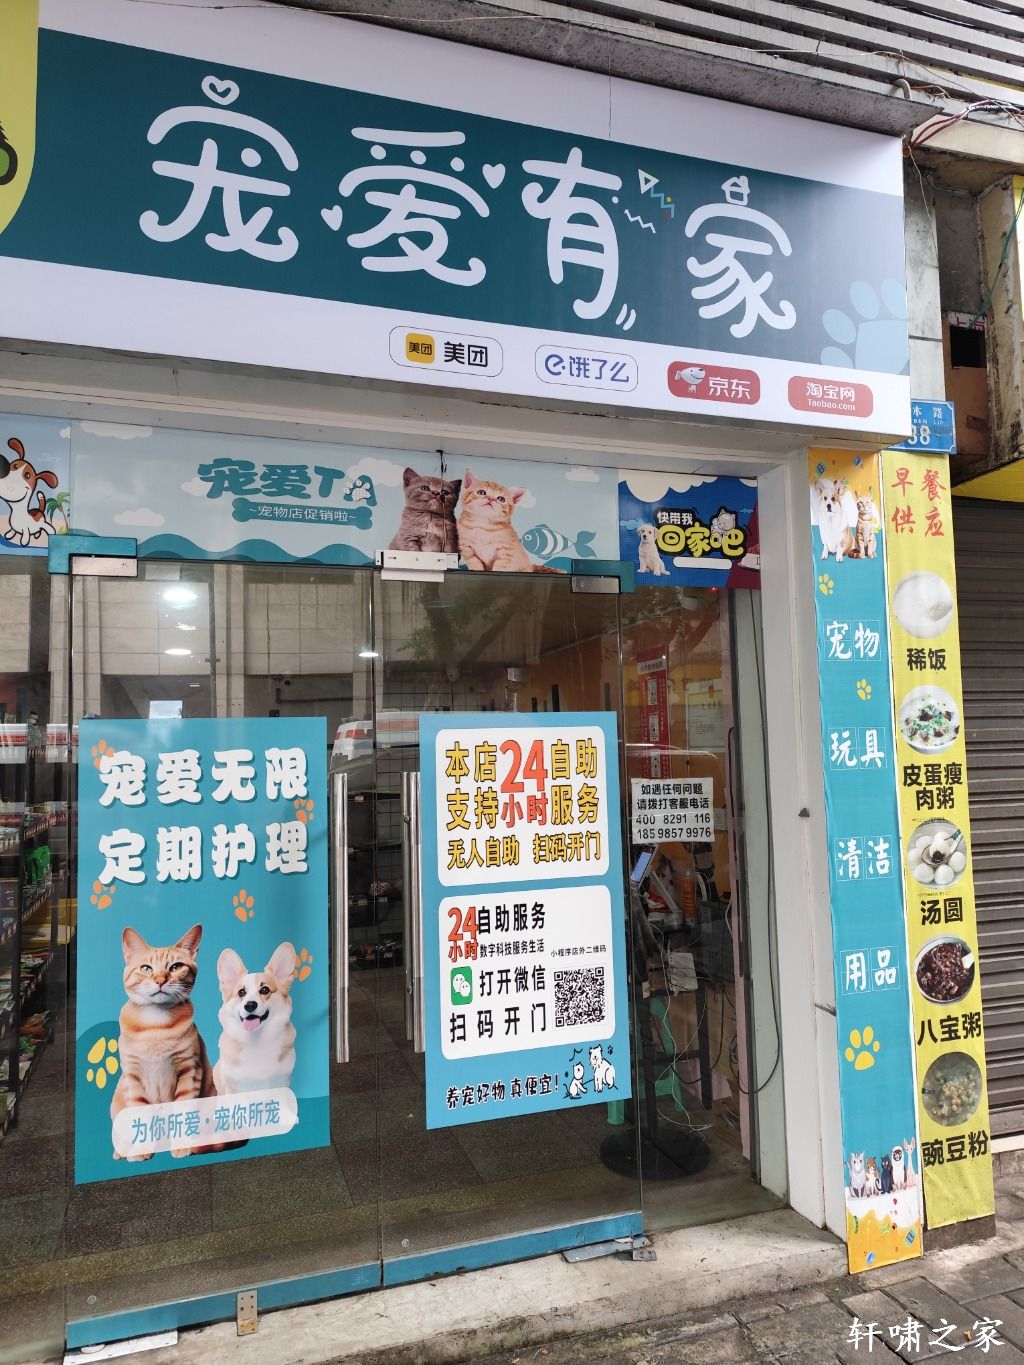 宠爱有家
美团 美团
饿了么
京东
淘宝网
Taobao.com
本路
BEN LU
98
宠爱TA
~宠物店促销啦~
快带我
回家吧
宠爱无限
定期护理
为你所爱·宠你所宠
本店24自助
支持小时服务
无人自助 扫码开门
24自助服务
小时数字科技服务生活
小程序店外二维码
打开微信
扫码开门
养宠好物 真便宜!
如遇任何问题
请拨打客服电话
400 8291 116
185 9857 9976
宠物
玩具
清洁
用品
早餐
供应
稀饭
皮蛋瘦
肉粥
汤圆
八宝粥
豌豆粉
轩啸之家